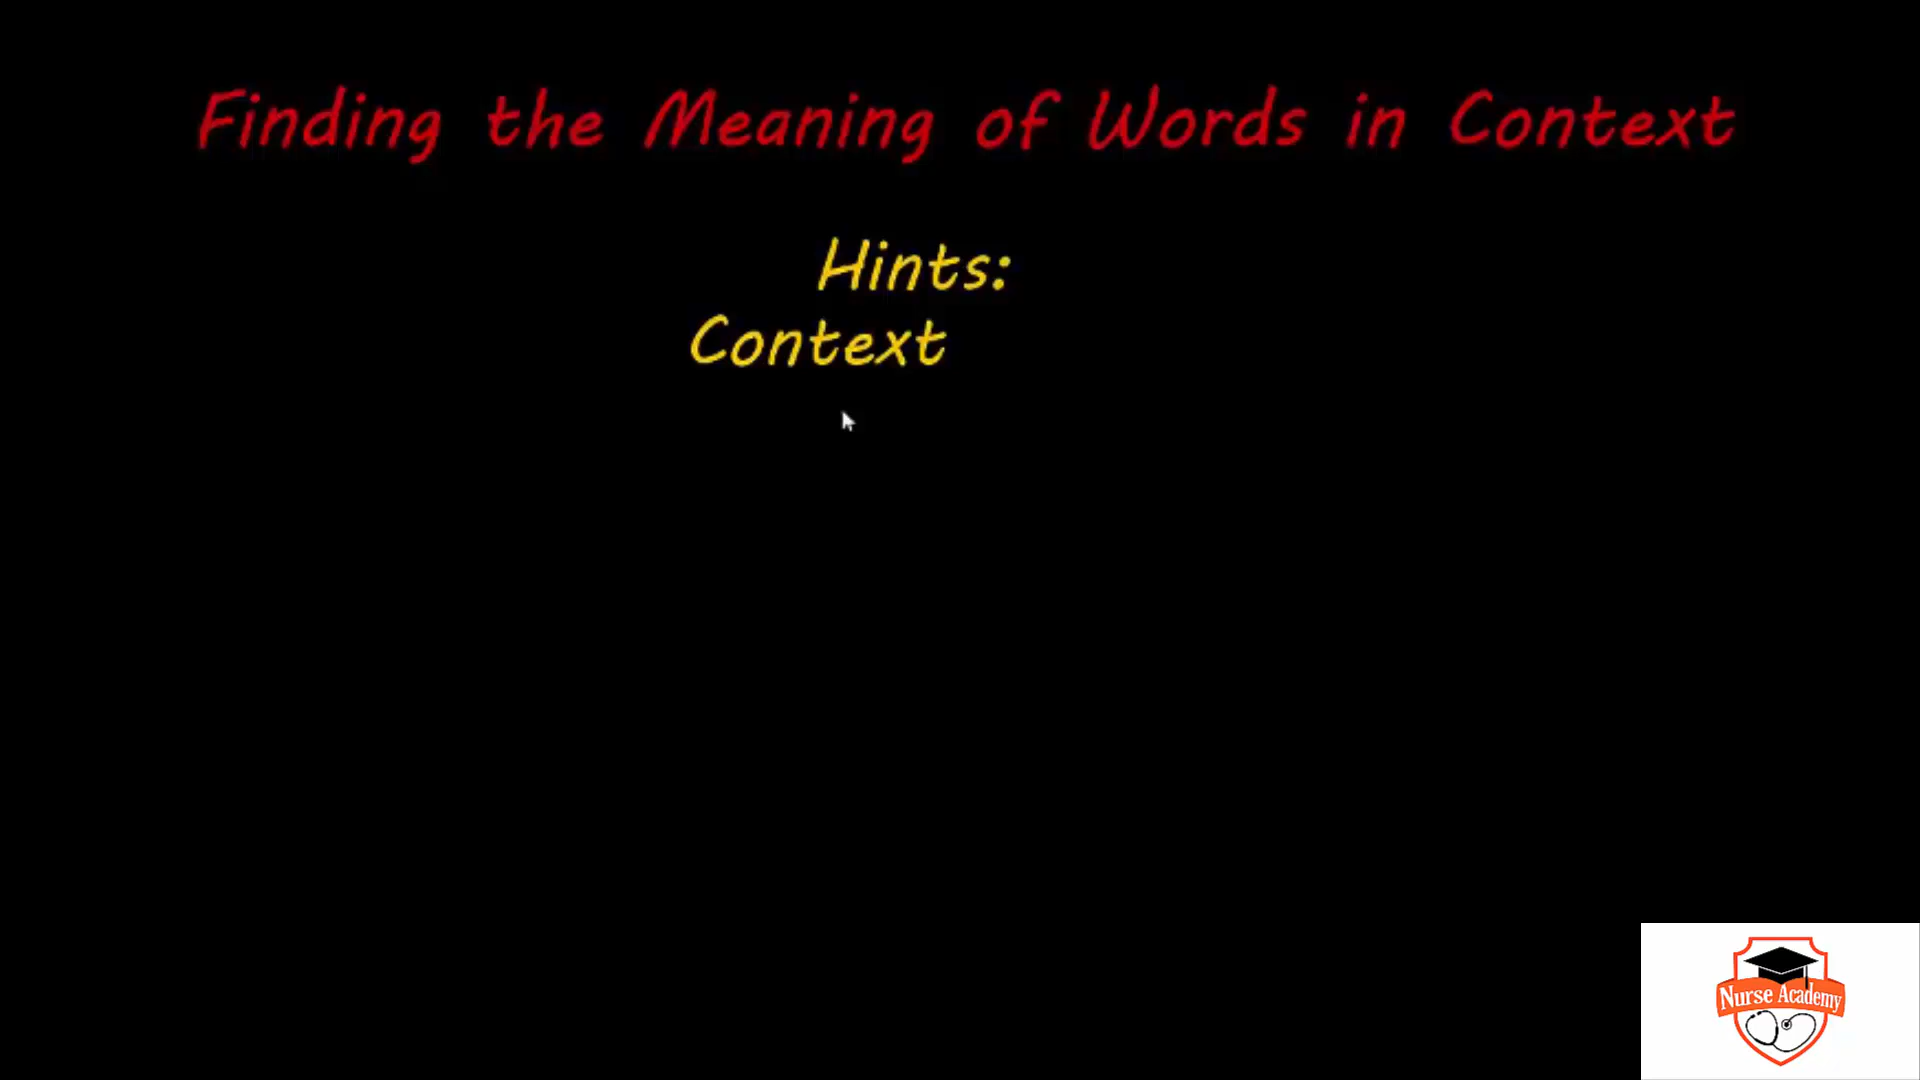 Finding the Meaning of Words in Context
Hints:
Context
Nurse Academy